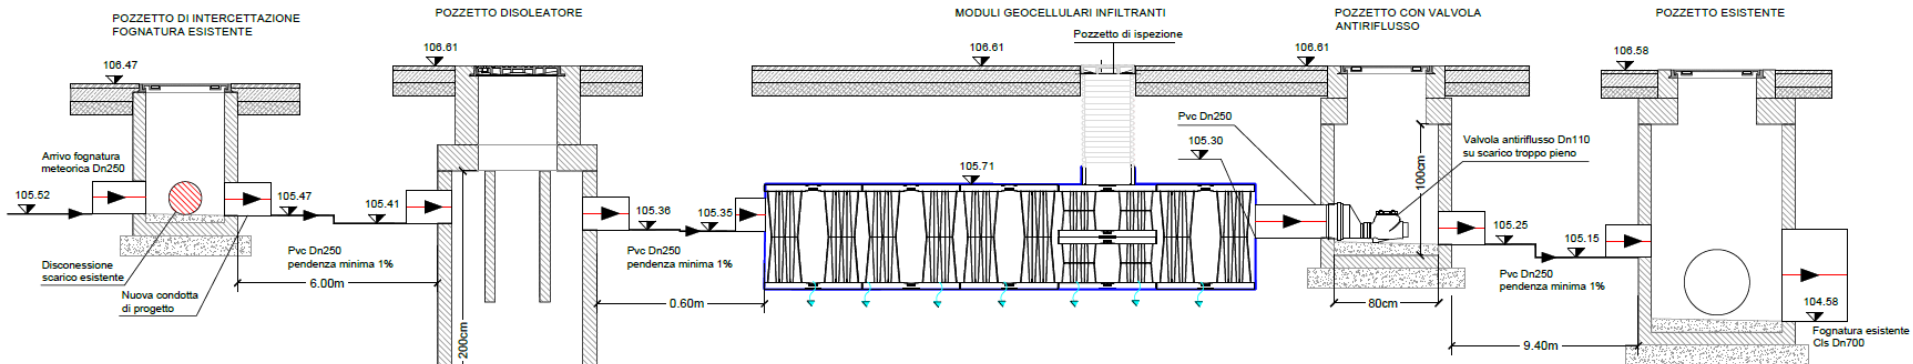 POZZETTO DI INTERCETTAZIONE
FOGNATURA ESISTENTE
POZZETTO DISOLEATORE
MODULI GEOCELLULARI INFILTRANTI
POZZETTO CON VALVOLA
ANTIRIFLUSSO
POZZETTO ESISTENTE
Pozzetto di ispezione
106.47
106.61
106.61
106.61
106.58
Arrivo fognatura
meteorica Dn250
105.52
105.47
105.41
105.36
105.35
105.71
Pvc Dn250
105.30
100cm
Valvola antiriflusso Dn110
su scarico troppo pieno
105.25
105.15
Disconessione
scarico esistente
Nuova condotta
di progetto
Pvc Dn250
pendenza minima 1%
6.00m
200cm
Pvc Dn250
pendenza minima 1%
0.60m
80cm
Pvc Dn250
pendenza minima 1%
9.40m
104.58
Fognatura esistente
Cls Dn700